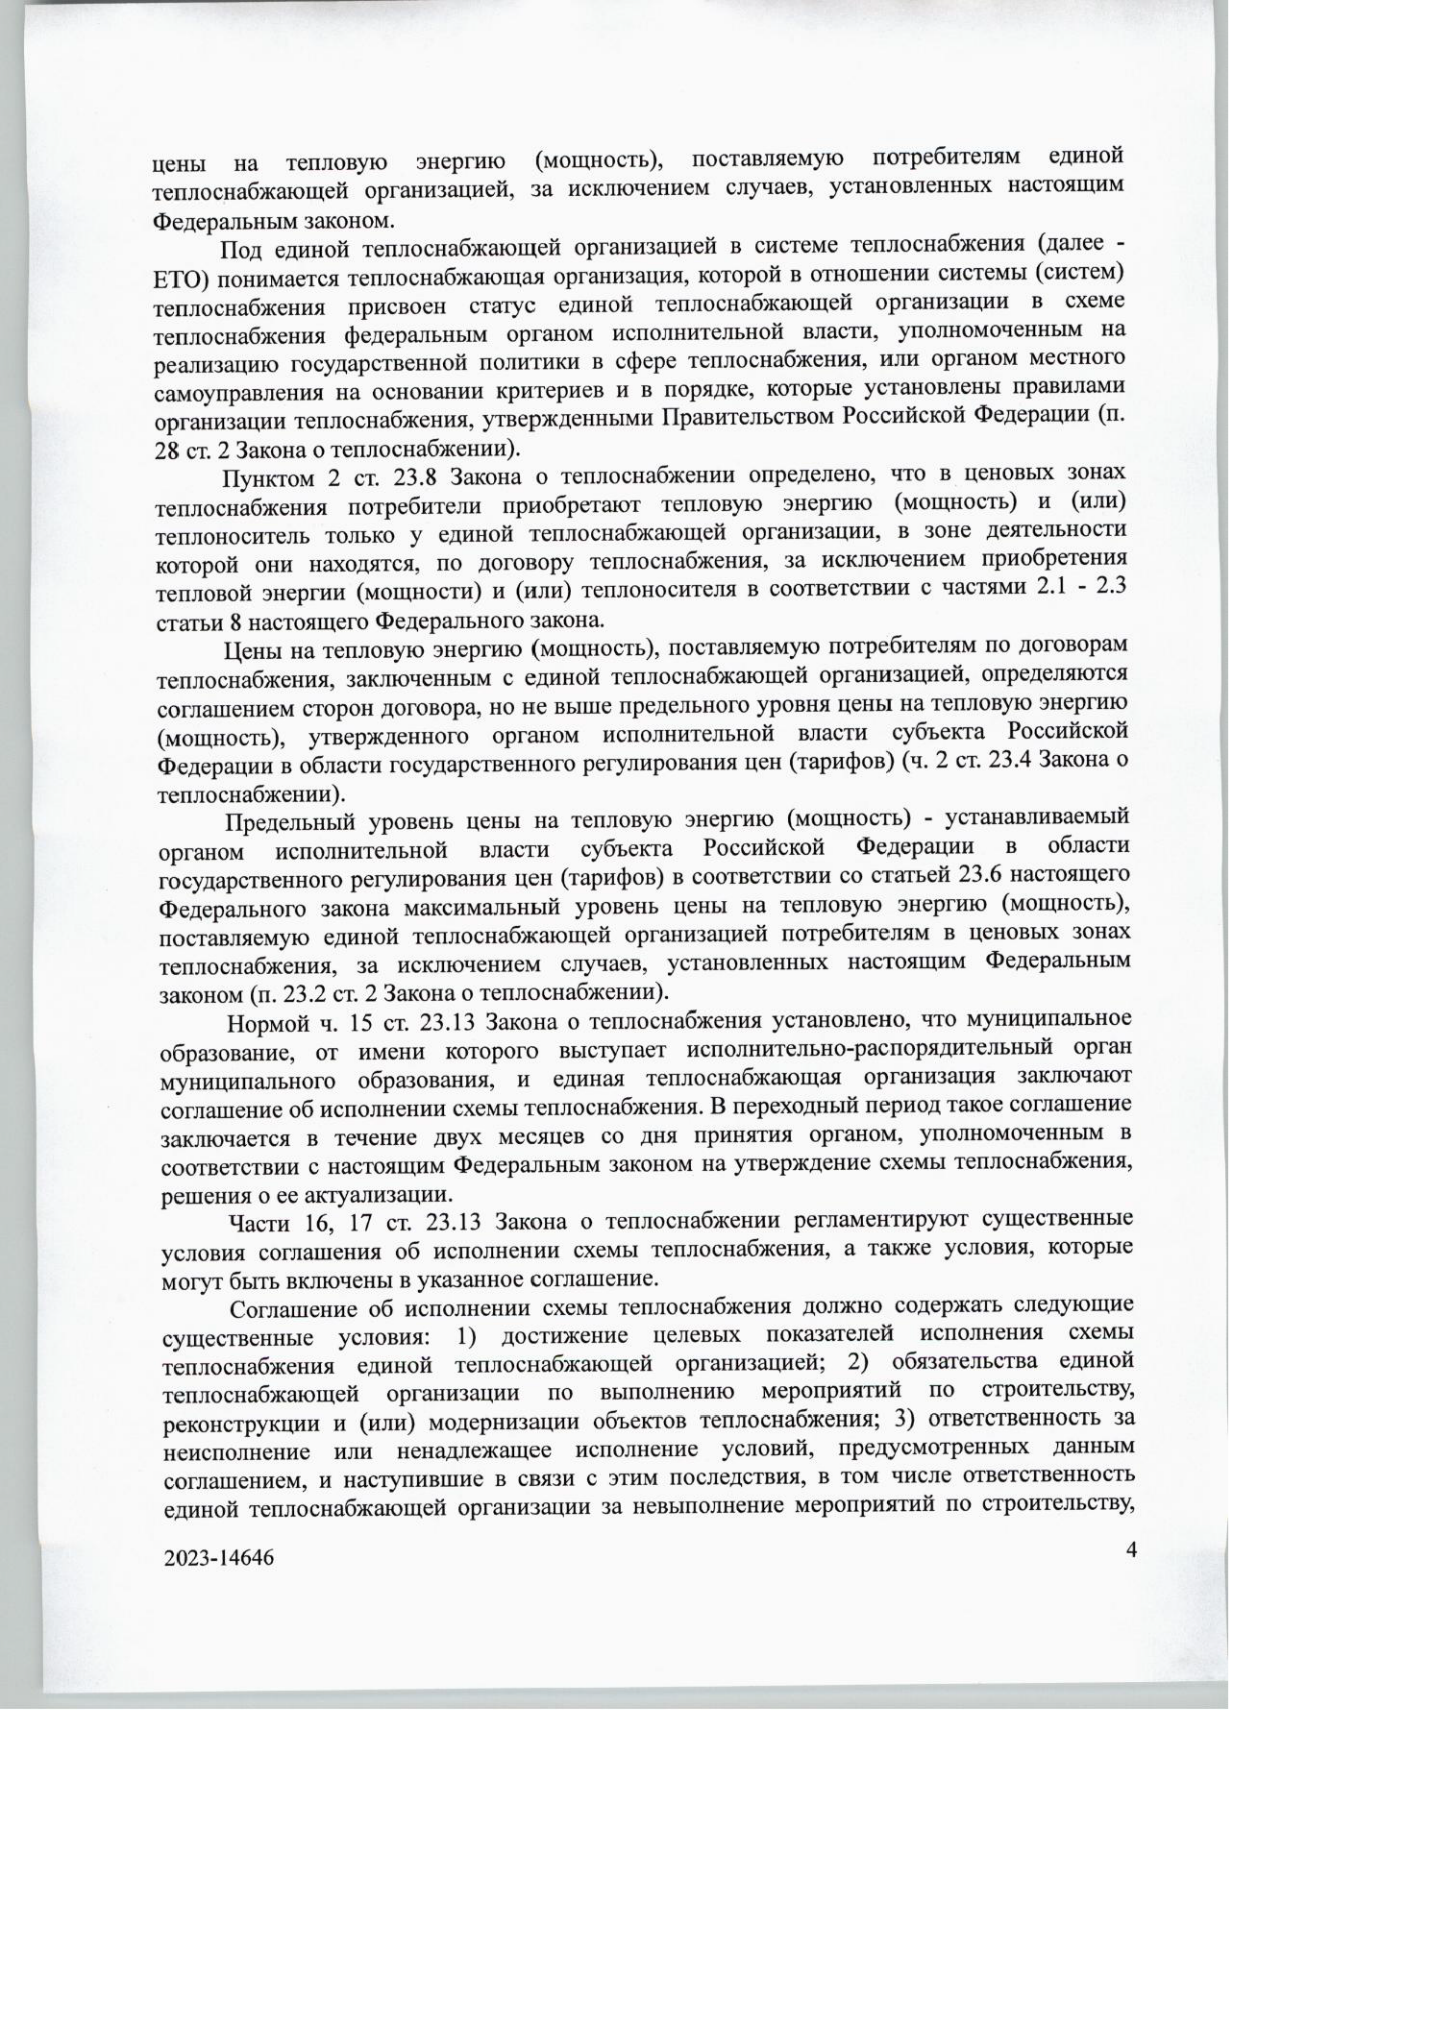 цены на тепловую энергию (мощность), поставляемую потребителям единой
теплоснабжающей организацией, за исключением случаев, установленных настоящим
Федеральным законом.
Под единой теплоснабжающей организацией в системе теплоснабжения (далее -
ЕТО) понимается теплоснабжающая организация, которой в отношении системы (систем)
теплоснабжения присвоен статус единой теплоснабжающей организации в схеме
теплоснабжения федеральным органом исполнительной власти, уполномоченным на
реализацию государственной политики в сфере теплоснабжения, или органом местного
самоуправления на основании критериев и в порядке, которые установлены правилами
организации теплоснабжения, утвержденными Правительством Российской Федерации (п.
28 ст. 2 Закона о теплоснабжении).
Пунктом 2 ст. 23.8 Закона о теплоснабжении определено, что в ценовых зонах
теплоснабжения потребители приобретают тепловую энергию (мощность) и (или)
теплоноситель только у единой теплоснабжающей организации, в зоне деятельности
которой они находятся, по договору теплоснабжения, за исключением приобретения
тепловой энергии (мощности) и (или) теплоносителя в соответствии с частями 2.1 - 2.3
статьи 8 настоящего Федерального закона.
Цены на тепловую энергию (мощность), поставляемую потребителям по договорам
теплоснабжения, заключенным с единой теплоснабжающей организацией, определяются
соглашением сторон договора, но не выше предельного уровня цены на тепловую энергию
(мощность), утвержденного органом исполнительной власти субъекта Российской
Федерации в области государственного регулирования цен (тарифов) (ч. 2 ст. 23.4 Закона о
теплоснабжении).
Предельный уровень цены на тепловую энергию (мощность) - устанавливаемый
органом исполнительной власти субъекта Российской Федерации в области
государственного регулирования цен (тарифов) в соответствии со статьей 23.6 настоящего
Федерального закона максимальный уровень цены на тепловую энергию (мощность),
поставляемую единой теплоснабжающей организацией потребителям в ценовых зонах
теплоснабжения, за исключением случаев, установленных настоящим Федеральным
законом (п. 23.2 ст. 2 Закона о теплоснабжении).
Нормой ч. 15 ст. 23.13 Закона о теплоснабжения установлено, что муниципальное
образование, от имени которого выступает исполнительно-распорядительный орган
муниципального образования, и единая теплоснабжающая организация заключают
соглашение об исполнении схемы теплоснабжения. В переходный период такое соглашение
заключается в течение двух месяцев со дня принятия органом, уполномоченным в
соответствии с настоящим Федеральным законом на утверждение схемы теплоснабжения,
решения о ее актуализации.
Части 16, 17 ст. 23.13 Закона о теплоснабжении регламентируют существенные
условия соглашения об исполнении схемы теплоснабжения, а также условия, которые
могут быть включены в указанное соглашение.
Соглашение об исполнении схемы теплоснабжения должно содержать следующие
существенные условия: 1) достижение целевых показателей исполнения схемы
теплоснабжения единой теплоснабжающей организацией; 2) обязательства единой
теплоснабжающей организации по выполнению мероприятий по строительству,
реконструкции и (или) модернизации объектов теплоснабжения; 3) ответственность за
неисполнение или ненадлежащее исполнение условий, предусмотренных данным
соглашением, и наступившие в связи с этим последствия, в том числе ответственность
единой теплоснабжающей организации за невыполнение мероприятий по строительству,
2023-14646
4